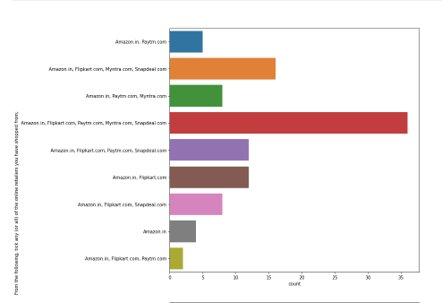 From the following, tick any (or all) of the online retailers you have shopped from.
Amazon.in, Paytm.com
Amazon.in, Flipkart.com, Myntra.com, Snapdeal.com
Amazon.in, Paytm.com, Myntra.com
Amazon.in, Flipkart.com, Paytm.com, Myntra.com, Snapdeal.com
Amazon.in, Flipkart.com, Paytm.com, Snapdeal.com
Amazon.in, Flipkart.com
Amazon.in, Flipkart.com, Snapdeal.com
Amazon.in
Amazon.in, Flipkart.com, Paytm.com
0 5 10 15 20 25 30 35
count